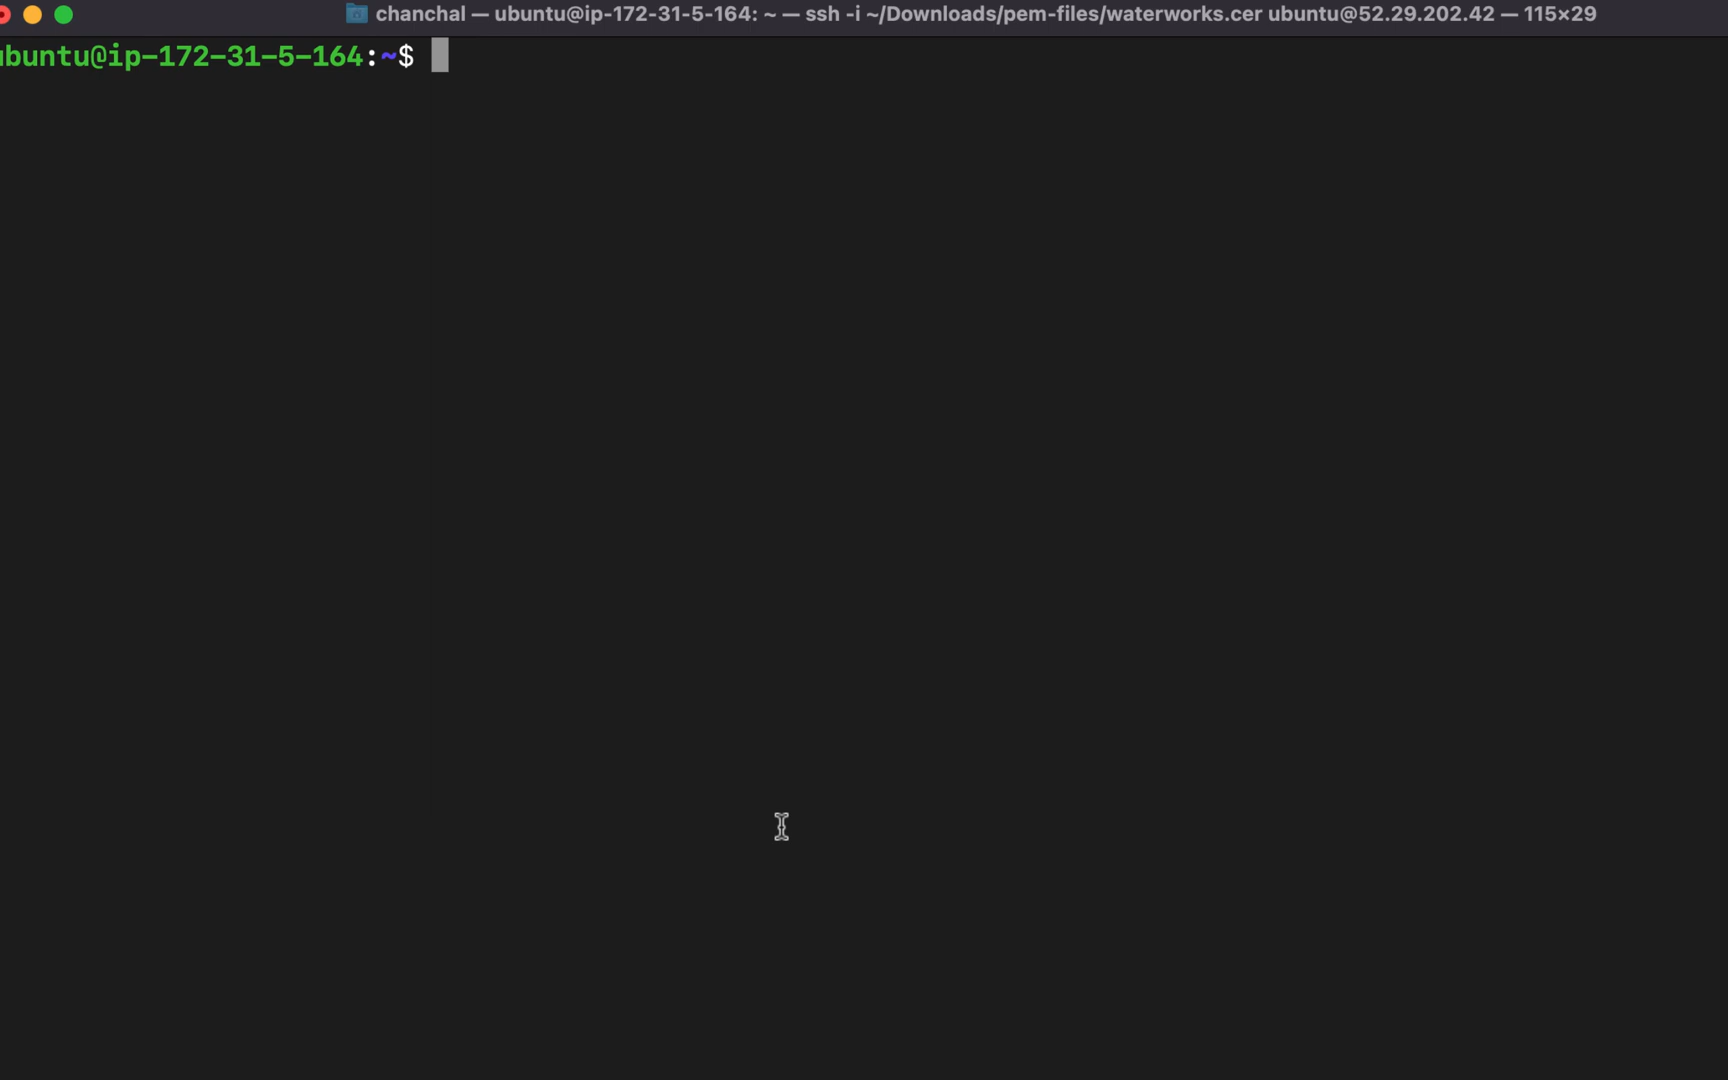 chanchal — ubuntu@ip-172-31-5-164: ~ — ssh -i ~/Downloads/pem-files/waterworks.cer ubuntu@52.29.202.42 — 115×29
ubuntu@ip-172-31-5-164:~$